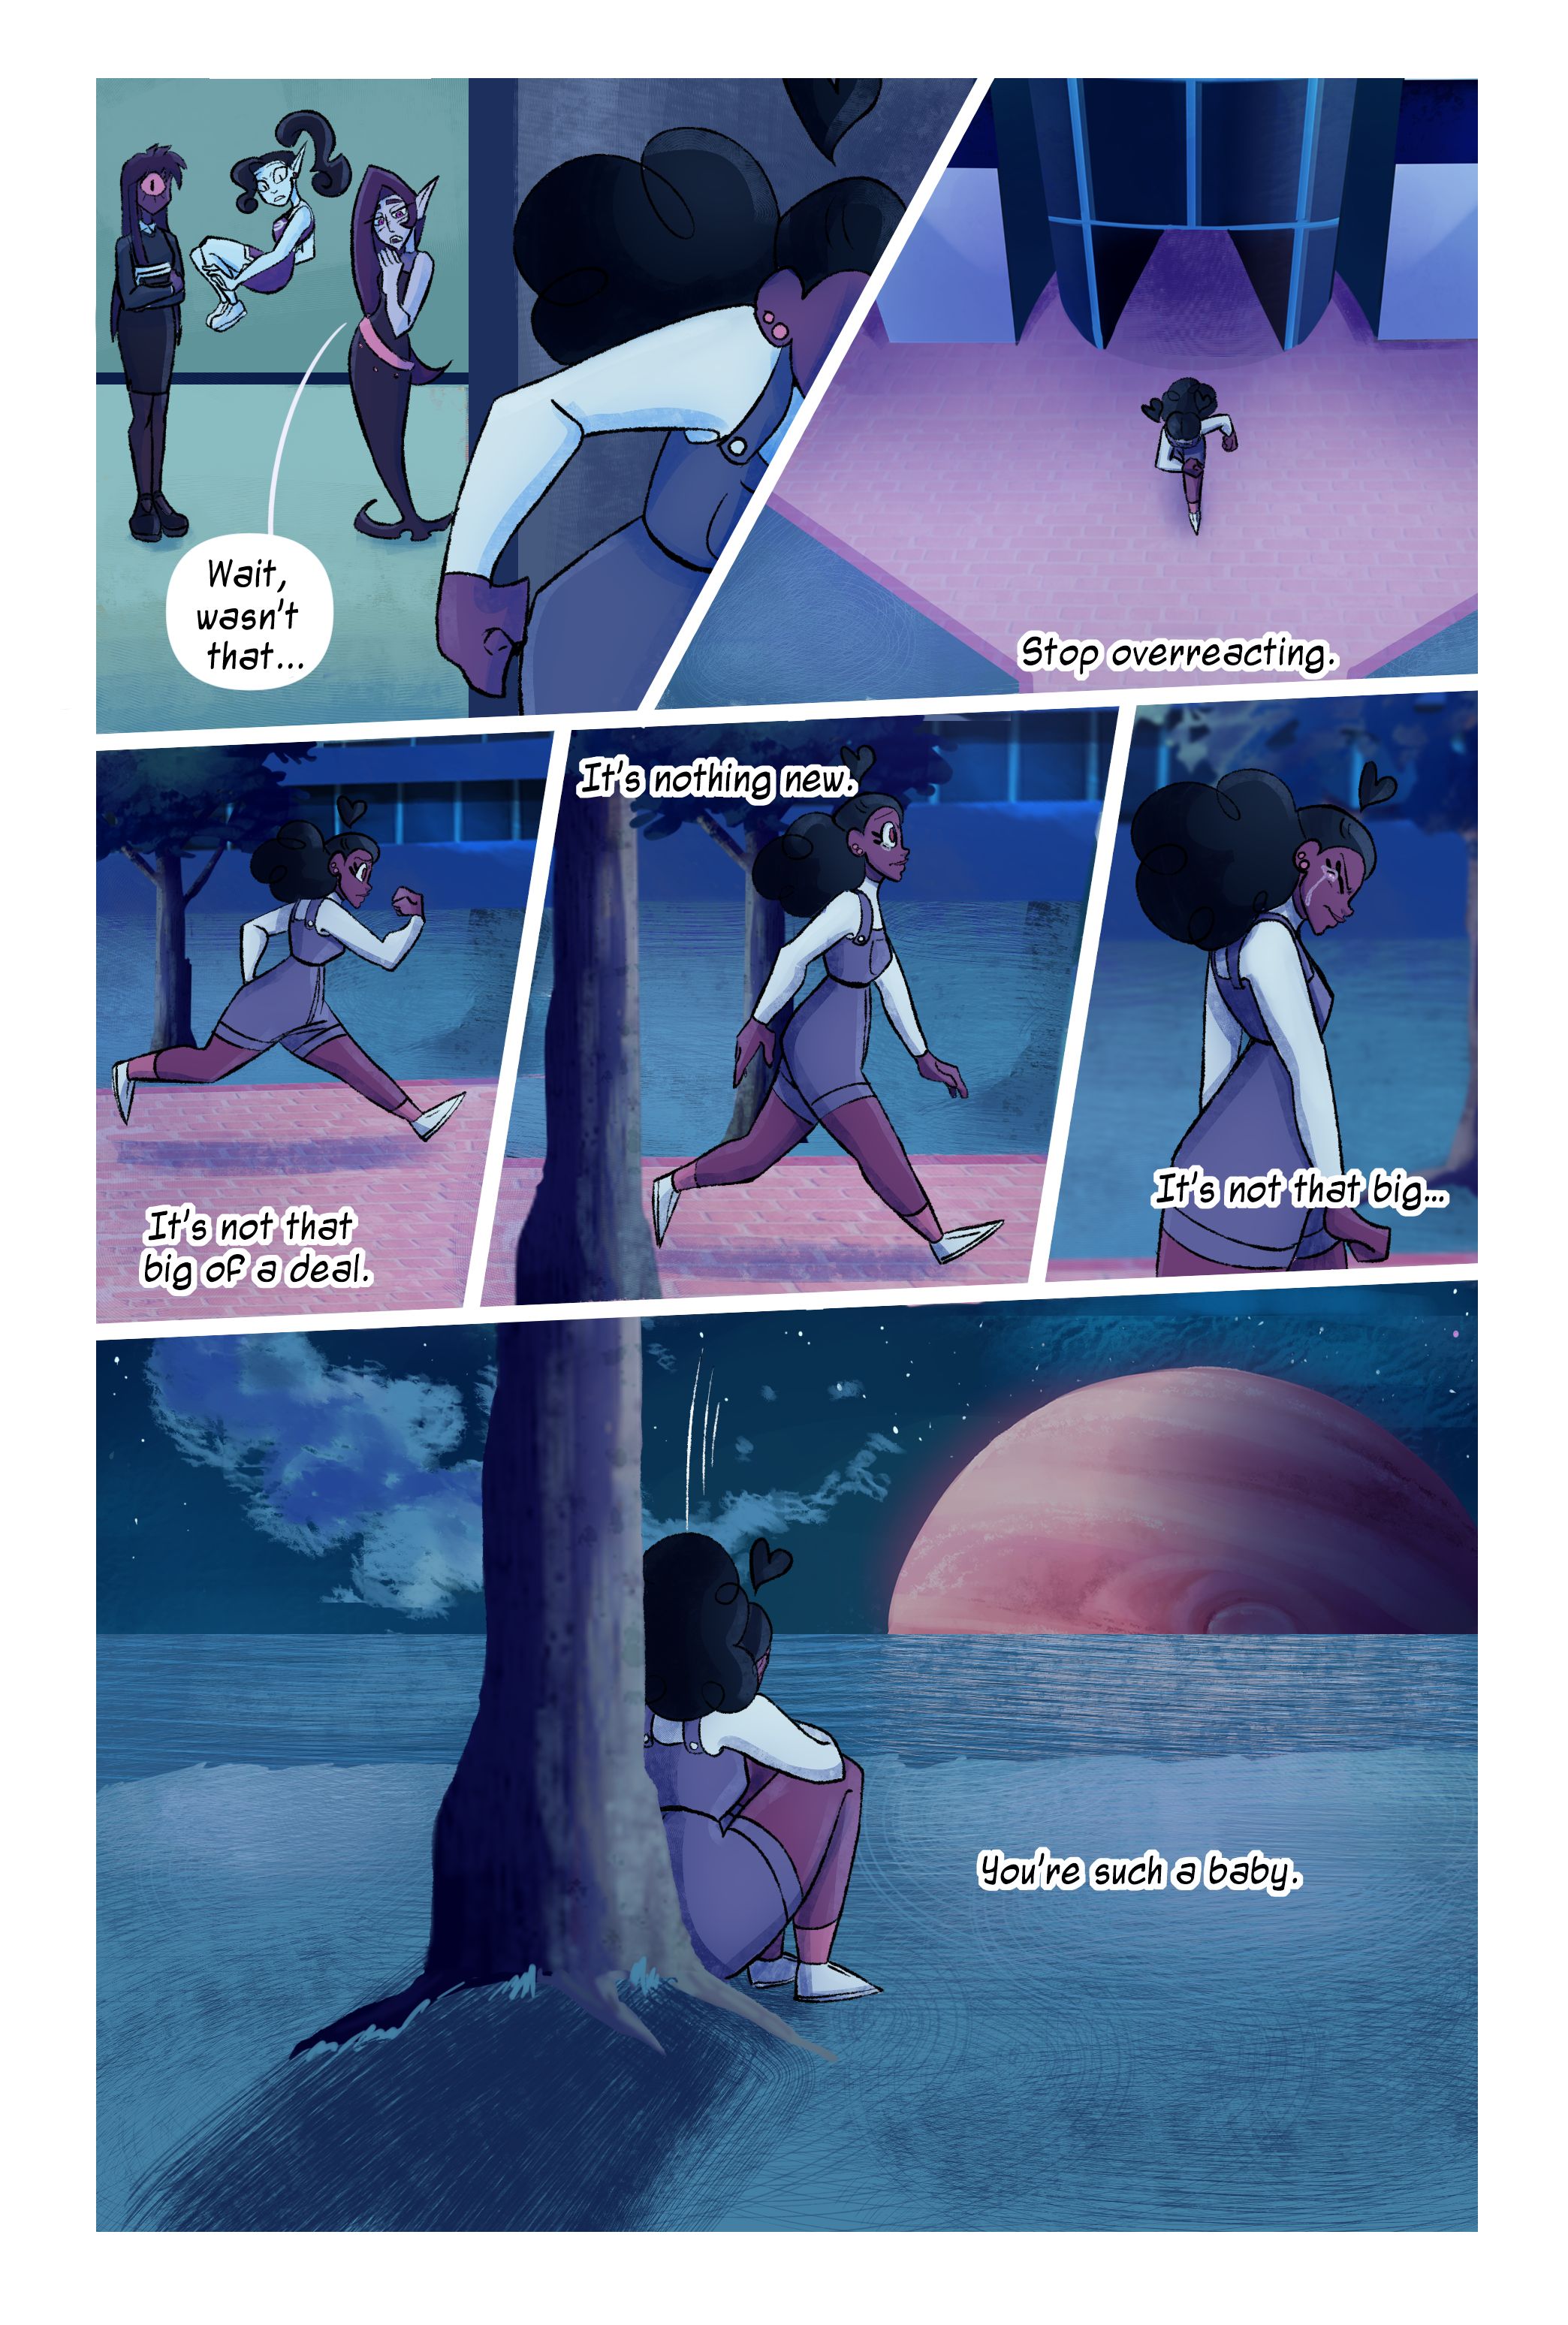 Wait,
wasn't
that...
Stop overreacting.
It's not that
big of a deal.
It's nothing new.
It's not that big...
You're such a baby.